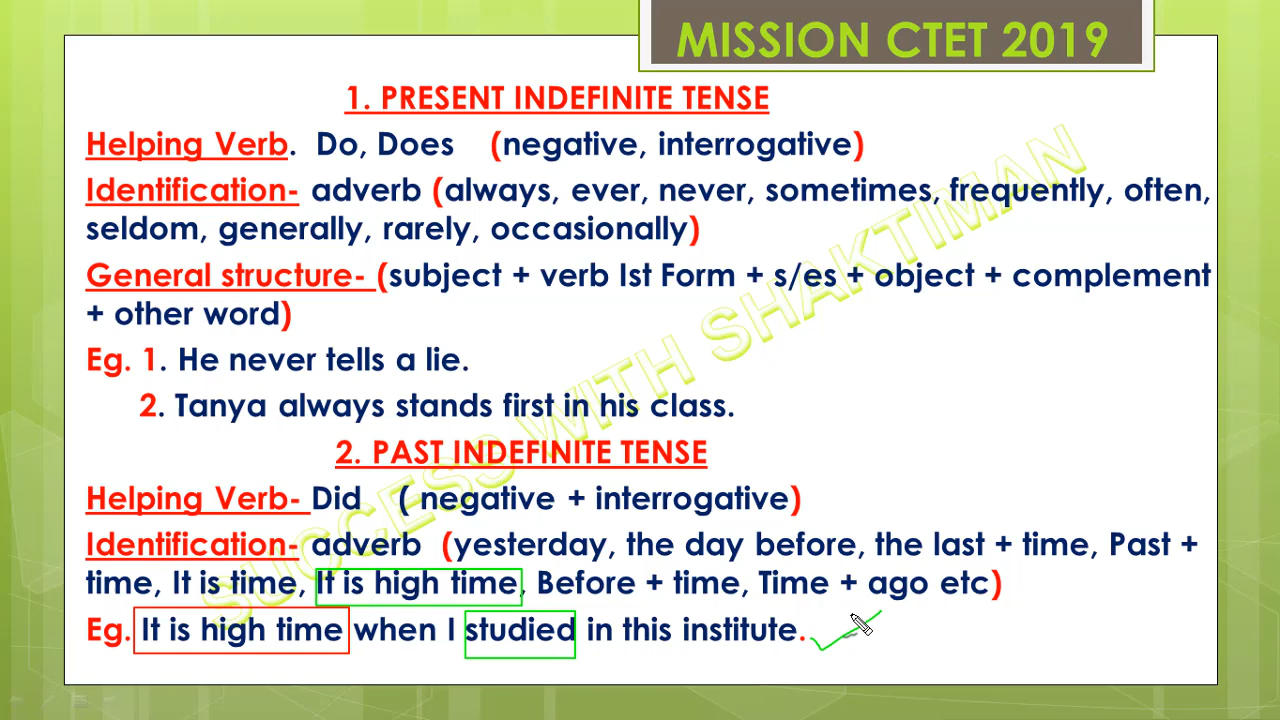 MISSION CTET 2019
1. PRESENT INDEFINITE TENSE
Helping Verb. Do, Does (negative, interrogative)
Identification- adverb (always, ever, never, sometimes, frequently, often,
seldom, generally, rarely, occasionally)
General structure- (subject + verb Ist Form + s/es + object + complement
+ other word)
Eg. 1. He never tells a lie.
2. Tanya always stands first in his class.
2. PAST INDEFINITE TENSE
Helping Verb- Did ( negative + interrogative)
Identification- adverb (yesterday, the day before, the last + time, Past +
time, It is time, It is high time, Before + time, Time + ago etc)
Eg. It is high time when I studied in this institute.
SUCCESS WITH SHAKTIMAN